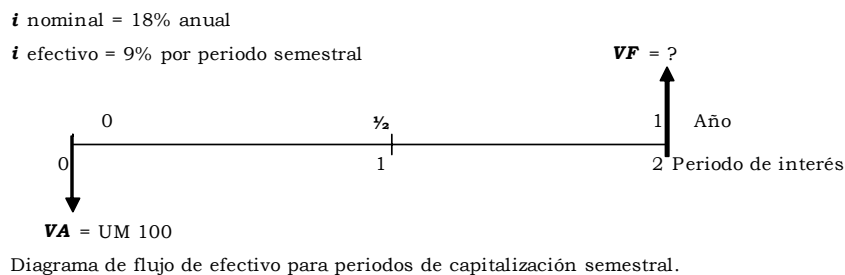 i nominal = 18% anual
i efectivo = 9% por periodo semestral
VF = ?
0 ½ 1 Año
0 1 2 Periodo de interés
VA = UM 100
Diagrama de flujo de efectivo para periodos de capitalización semestral.